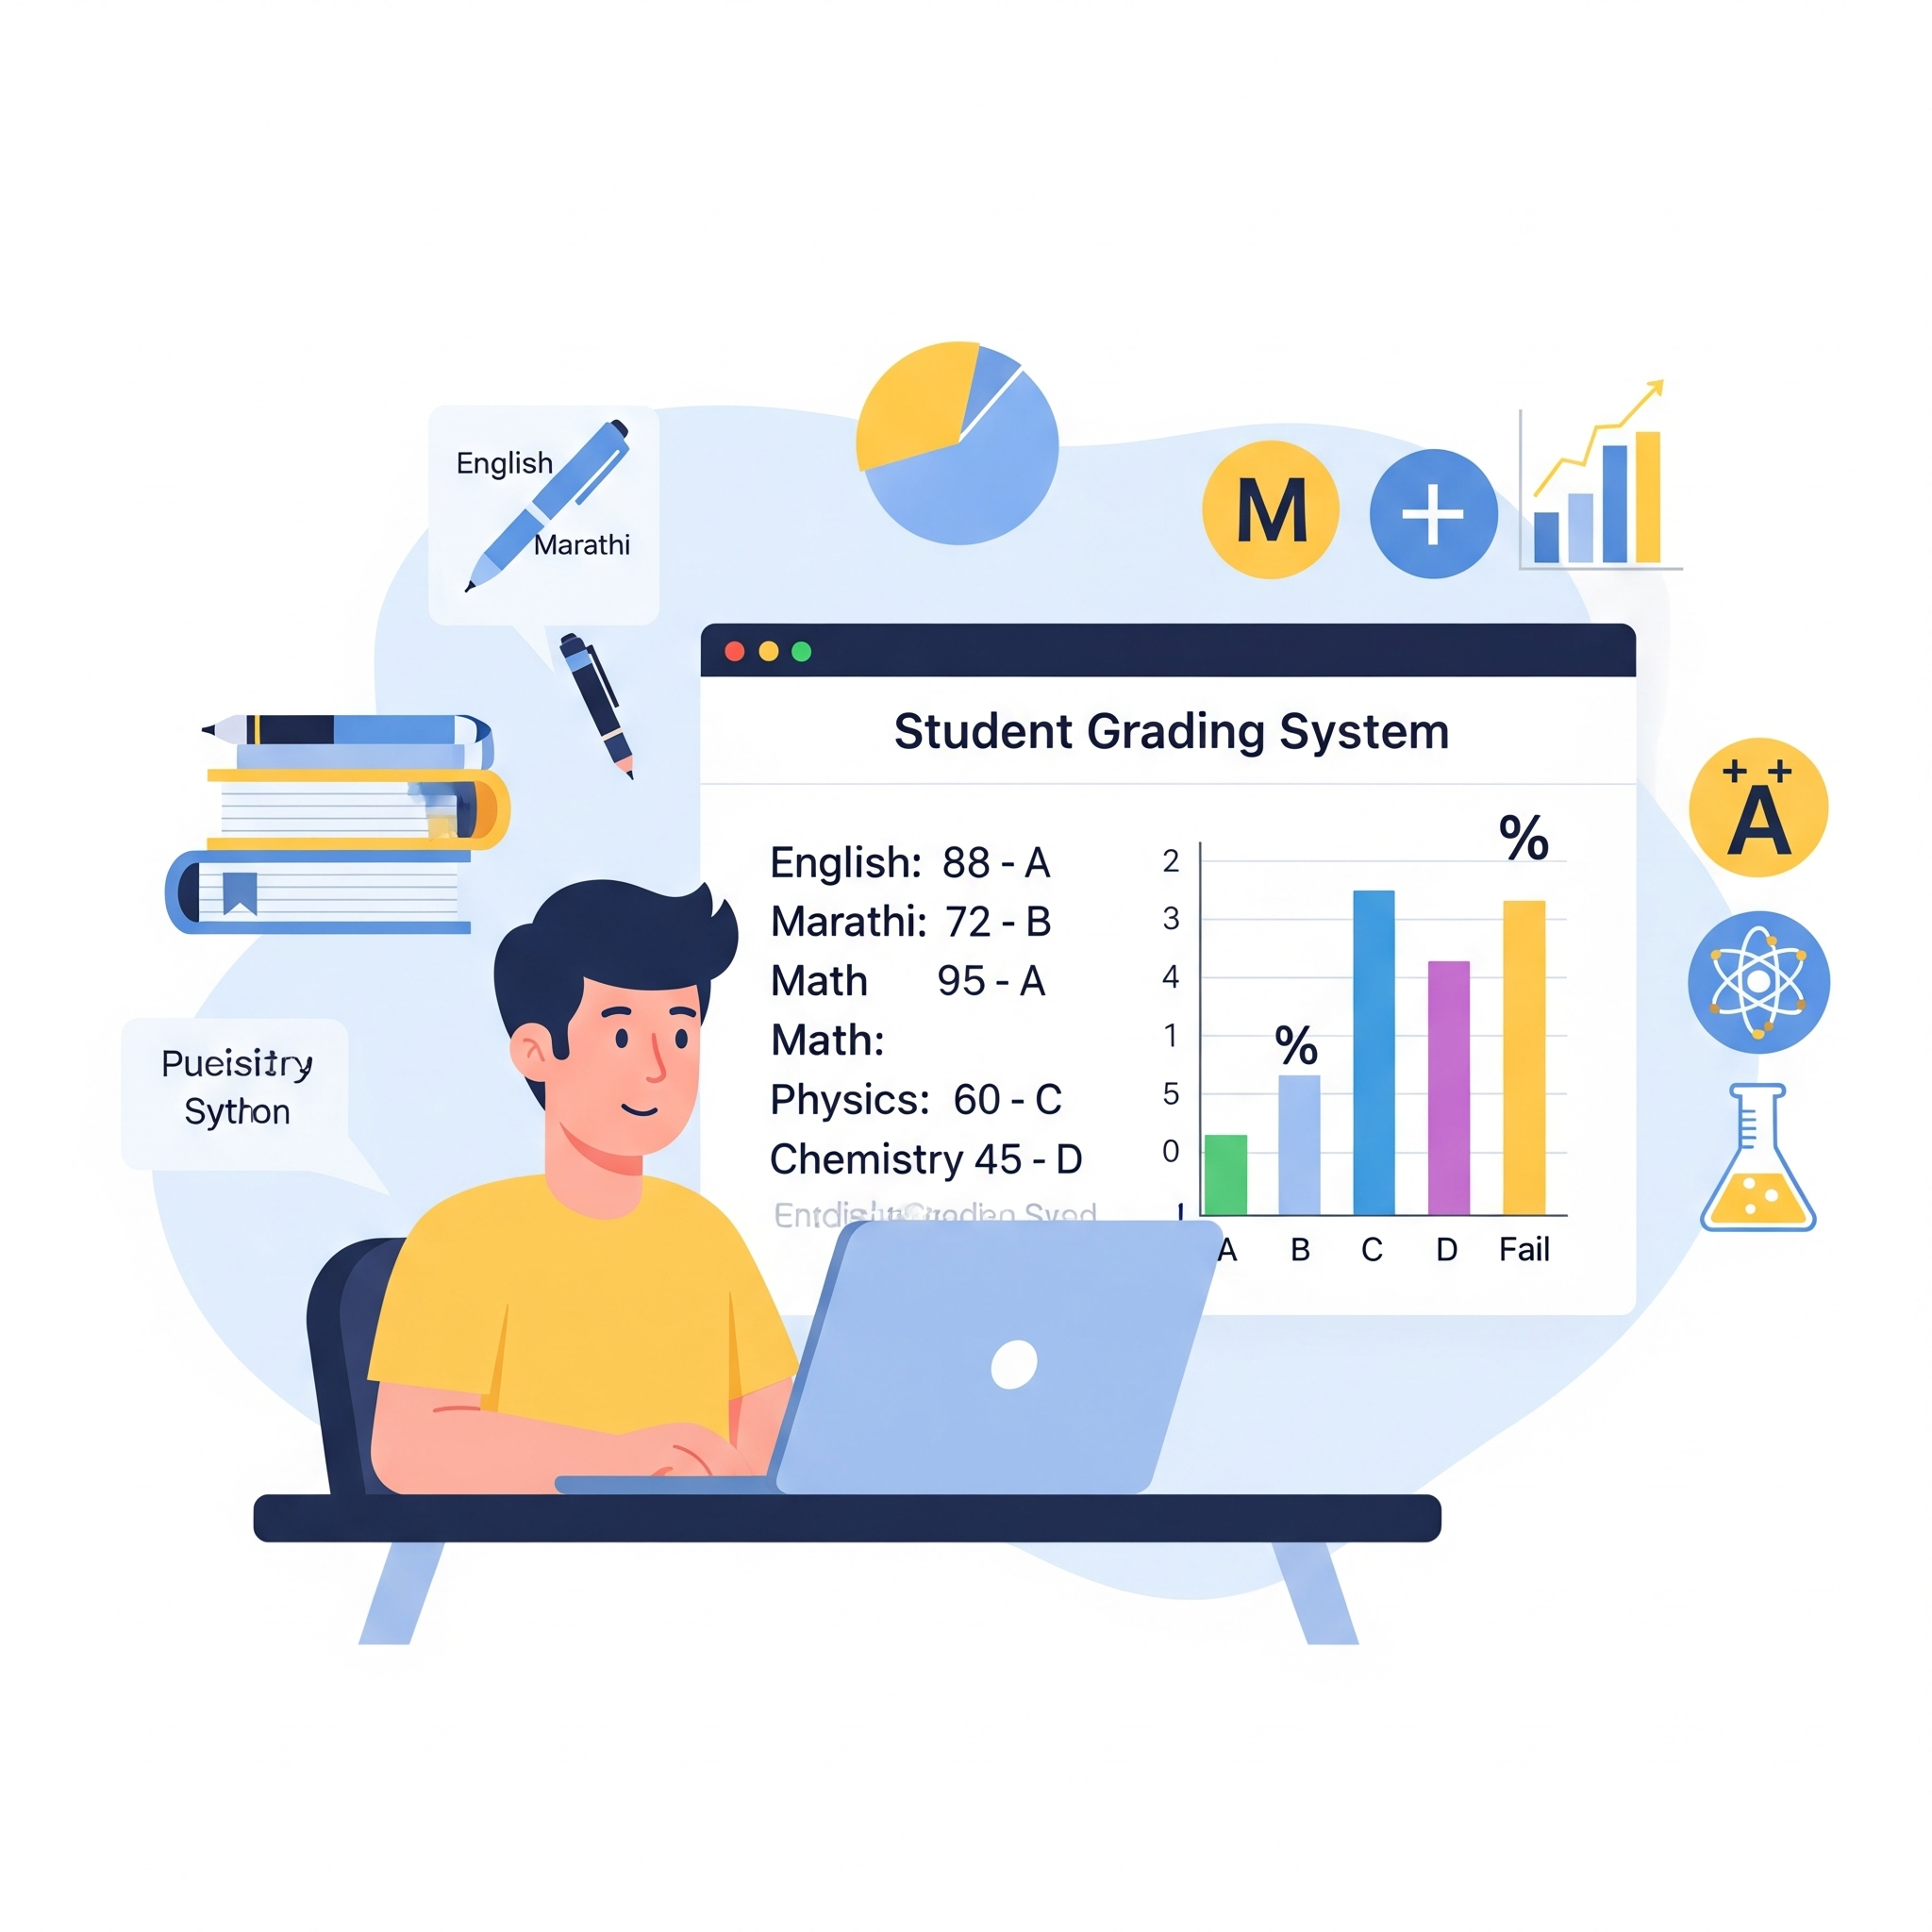 English
Marathi
M
+
Student Grading System
English: 88 - A
Marathi: 72 - B
Math 95 - A
Math:
Physics: 60 - C
Chemistry 45 - D
%
%
2
3
4
1
5
0
A B C D Fail
++
A
Pueisitry
Sython